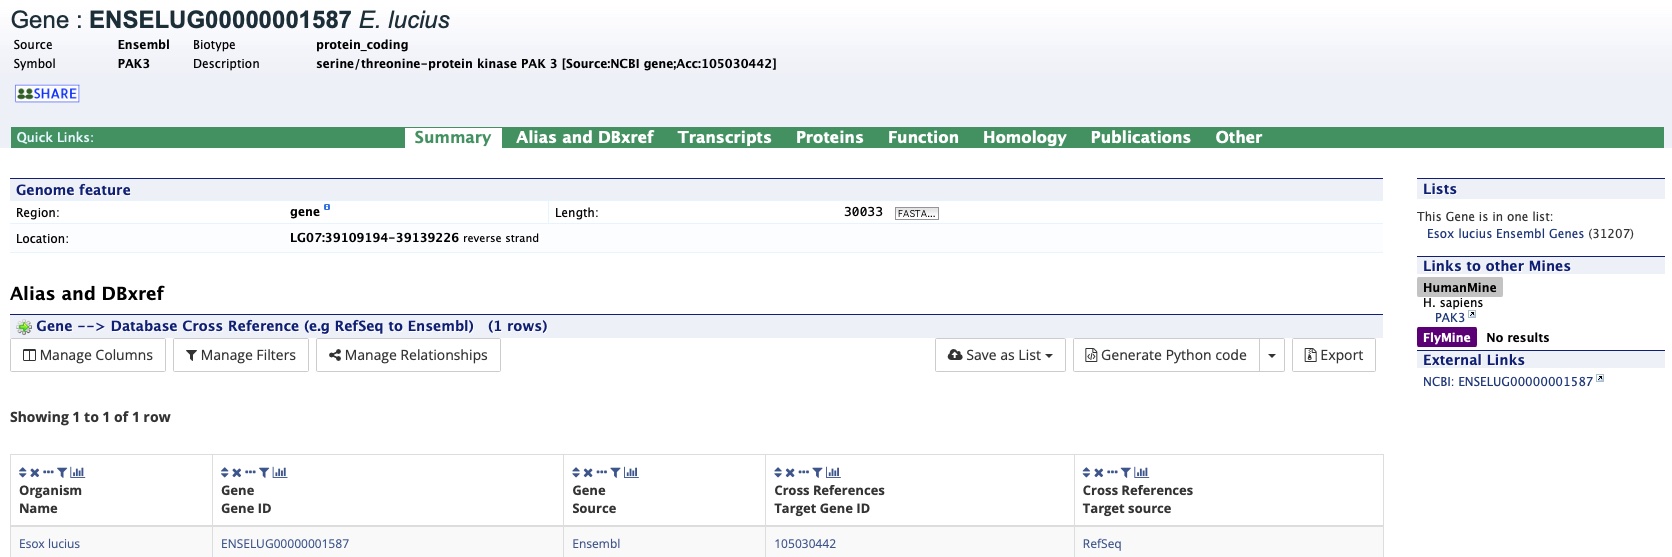 Gene : ENSELUG00000001587 E. lucius
Source Ensembl Biotype protein_coding
Symbol PAK3 Description serine/threonine-protein kinase PAK 3 [Source:NCBI gene;Acc:105030442]
SHARE
Quick Links: Summary Alias and DBxref Transcripts Proteins Function Homology Publications Other
Genome feature
Region: gene Length: 30033 FASTA...
Location: LG07:39109194-39139226 reverse strand
Alias and DBxref
Gene --> Database Cross Reference (e.g RefSeq to Ensembl) (1 rows)
Manage Columns Manage Filters Manage Relationships Save as List Generate Python code Export
Showing 1 to 1 of 1 row
Organism Name
Gene Gene ID
Gene Source
Cross References Target Gene ID
Cross References Target source
Esox lucius ENSELUG00000001587 Ensembl 105030442 RefSeq
Lists
This Gene is in one list:
Esox lucius Ensembl Genes (31207)
Links to other Mines
HumanMine
H. sapiens
PAK3
FlyMine No results
External Links
NCBI: ENSELUG00000001587